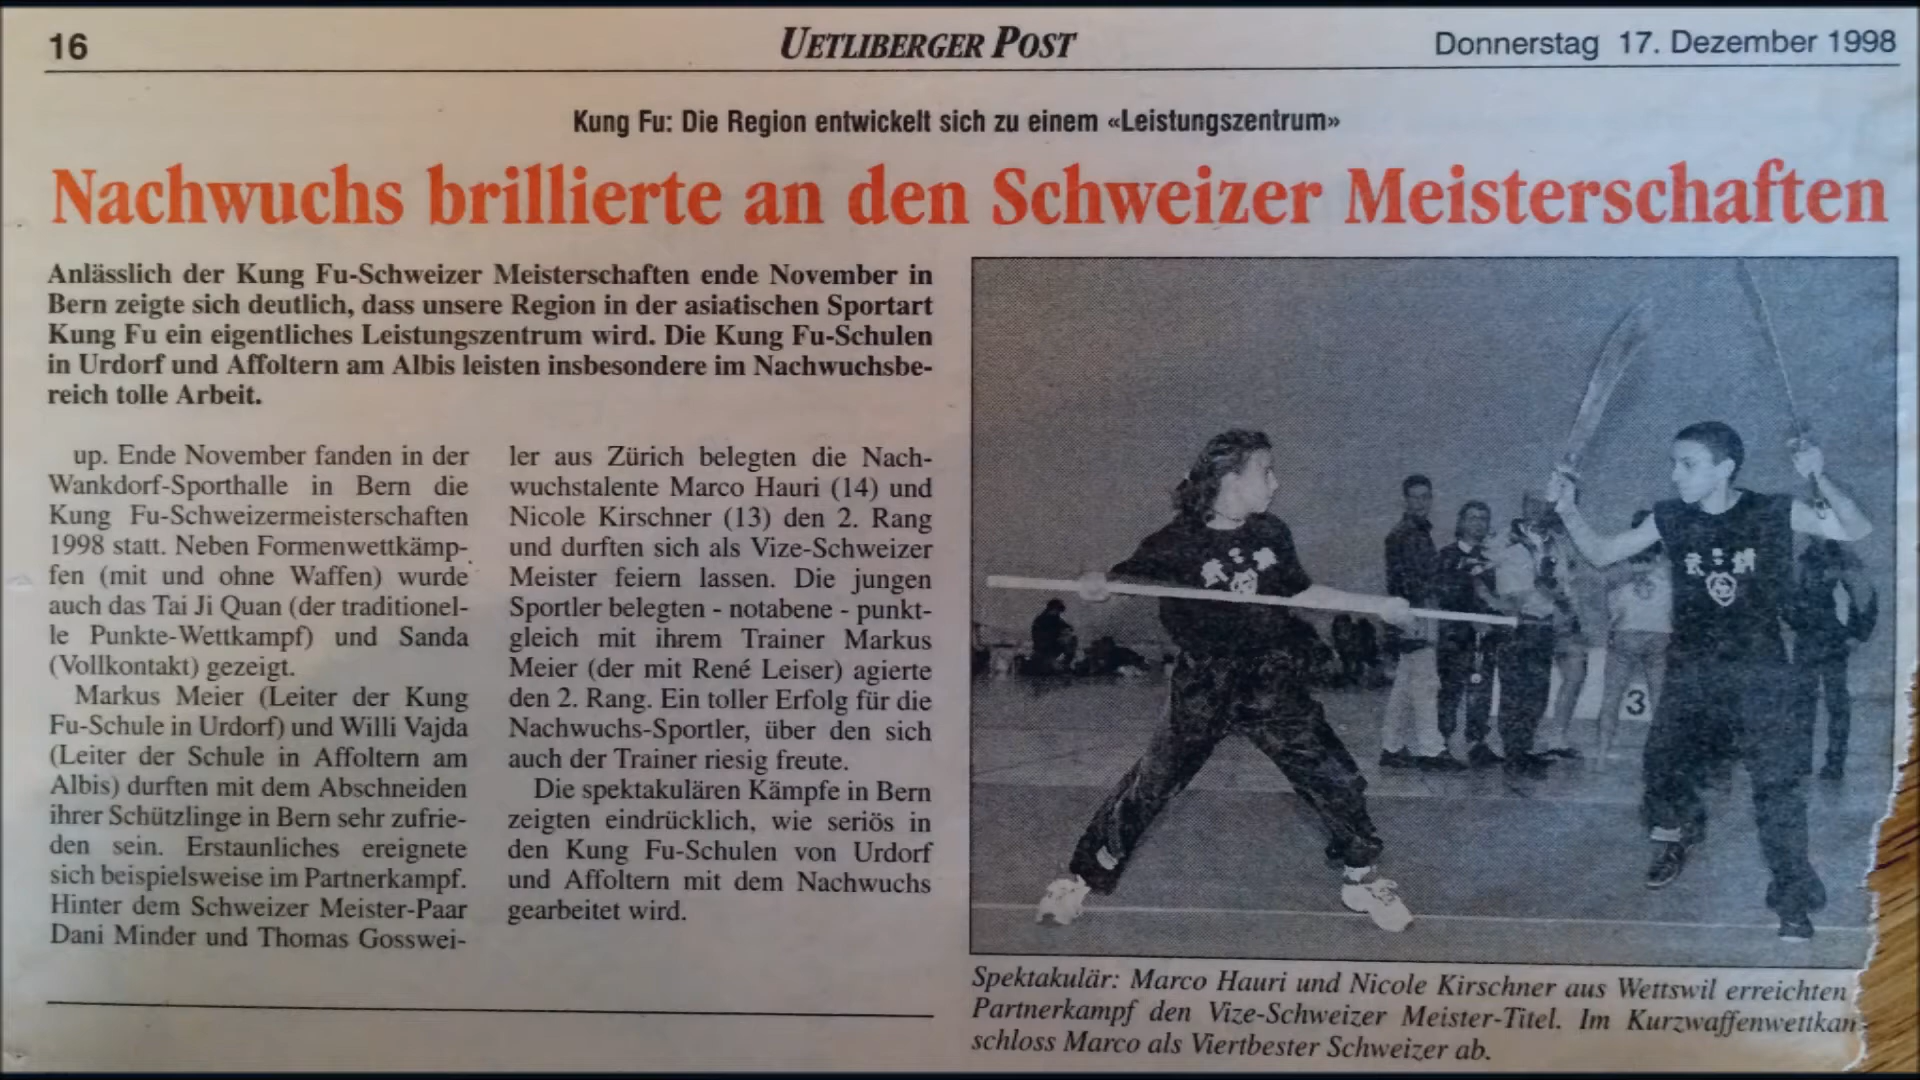 16
UETLIBERGER POST
Donnerstag 17. Dezember 1998
Kung Fu: Die Region entwickelt sich zu einem «Leistungszentrum»
Nachwuchs brillierte an den Schweizer Meisterschaften
Anlässlich der Kung Fu-Schweizer Meisterschaften ende November in
Bern zeigte sich deutlich, dass unsere Region in der asiatischen Sportart
Kung Fu ein eigentliches Leistungszentrum wird. Die Kung Fu-Schulen
in Urdorf und Affoltern am Albis leisten insbesondere im Nachwuchsbe-
reich tolle Arbeit.
up. Ende November fanden in der
Wankdorf-Sporthalle in Bern die
Kung Fu-Schweizermeisterschaften
1998 statt. Neben Formenwettkämp-
fen (mit und ohne Waffen) wurde
auch das Tai Ji Quan (der traditionel-
le Punkte-Wettkampf) und Sanda
(Vollkontakt) gezeigt.
Markus Meier (Leiter der Kung
Fu-Schule in Urdorf) und Willi Vajda
(Leiter der Schule in Affoltern am
Albis) durften mit dem Abschneiden
ihrer Schützlinge in Bern sehr zufrie-
den sein. Erstaunliches ereignete
sich beispielsweise im Partnerkampf.
Hinter dem Schweizer Meister-Paar
Dani Minder und Thomas Gosswei-
ler aus Zürich belegten die Nach-
wuchstalente Marco Hauri (14) und
Nicole Kirschner (13) den 2. Rang
und durften sich als Vize-Schweizer
Meister feiern lassen. Die jungen
Sportler belegten - notabene - punkt-
gleich mit ihrem Trainer Markus
Meier (der mit René Leiser) agierte
den 2. Rang. Ein toller Erfolg für die
Nachwuchs-Sportler, über den sich
auch der Trainer riesig freute.
Die spektakulären Kämpfe in Bern
zeigten eindrücklich, wie seriös in
den Kung Fu-Schulen von Urdorf
und Affoltern mit dem Nachwuchs
gearbeitet wird.
3
Spektakulär: Marco Hauri und Nicole Kirschner aus Wettswil erreichten
Partnerkampf den Vize-Schweizer Meister-Titel. Im Kurzwaffenwettkam
schloss Marco als Viertbester Schweizer ab.